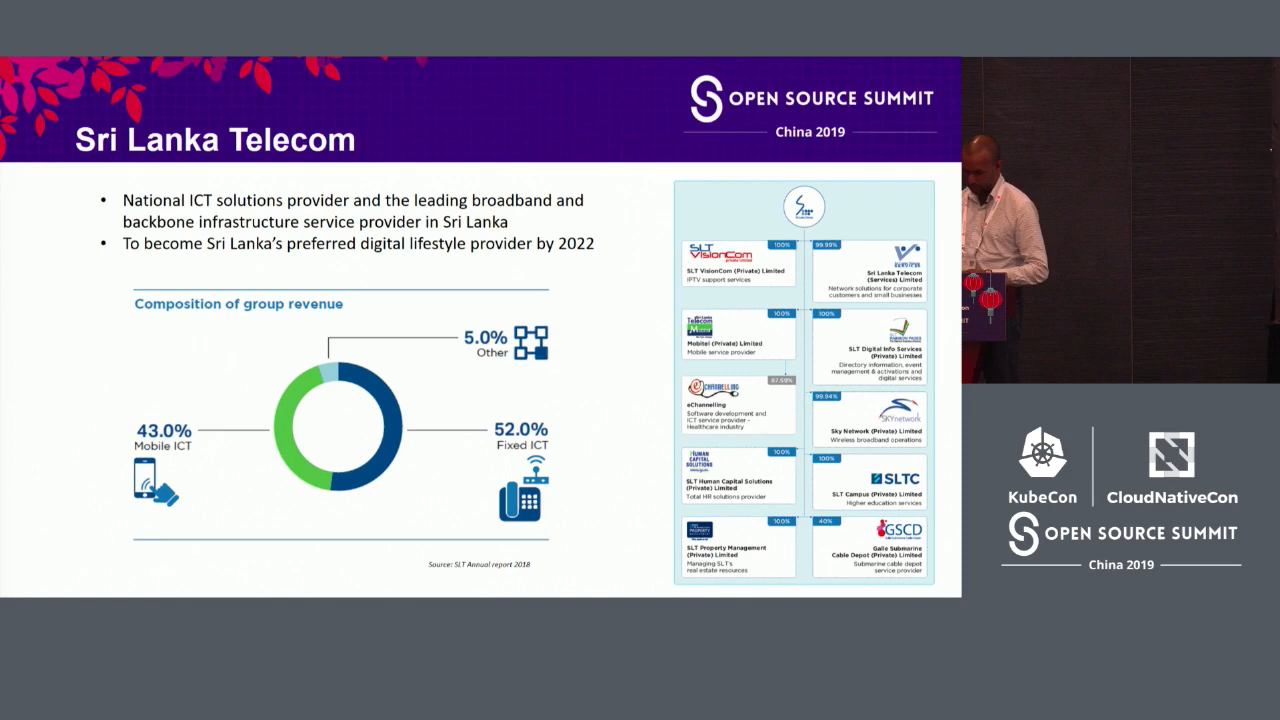 OPEN SOURCE SUMMIT
China 2019
Sri Lanka Telecom
• National ICT solutions provider and the leading broadband and
backbone infrastructure service provider in Sri Lanka
• To become Sri Lanka's preferred digital lifestyle provider by 2022
Composition of group revenue
5.0%
Other
43.0%
Mobile ICT
52.0%
Fixed ICT
Source: SLT Annual report 2018
SLT
VisionCom
100%
SLT VisionCom (Private) Limited
IPTV support services
99.99%
Sri Lanka Telecom
(Services) Limited
Network solutions for corporate
customers and small businesses
100%
Mobitel (Private) Limited
Mobile service provider
100%
SLT Digital Info Services
(Private) Limited
Directory information, event
management & activations and
digital services
87.59%
eCHANNELLING
eChannelling
Software development and
ICT service provider –
Healthcare industry
99.94%
SKYnetwork
Sky Network (Private) Limited
Wireless broadband operations
100%
HUMAN
CAPITAL
SOLUTIONS
SLT Human Capital Solutions
(Private) Limited
Total HR solutions provider
100%
SLTC
SLT Campus (Private) Limited
Higher education services
100%
PROPERTY
SLT Property Management
(Private) Limited
Managing SLT's
real estate resources
40%
GSCD
Galle Submarine
Cable Depot (Private) Limited
Submarine cable depot
service provider
KubeCon
CloudNativeCon
OPEN SOURCE SUMMIT
China 2019